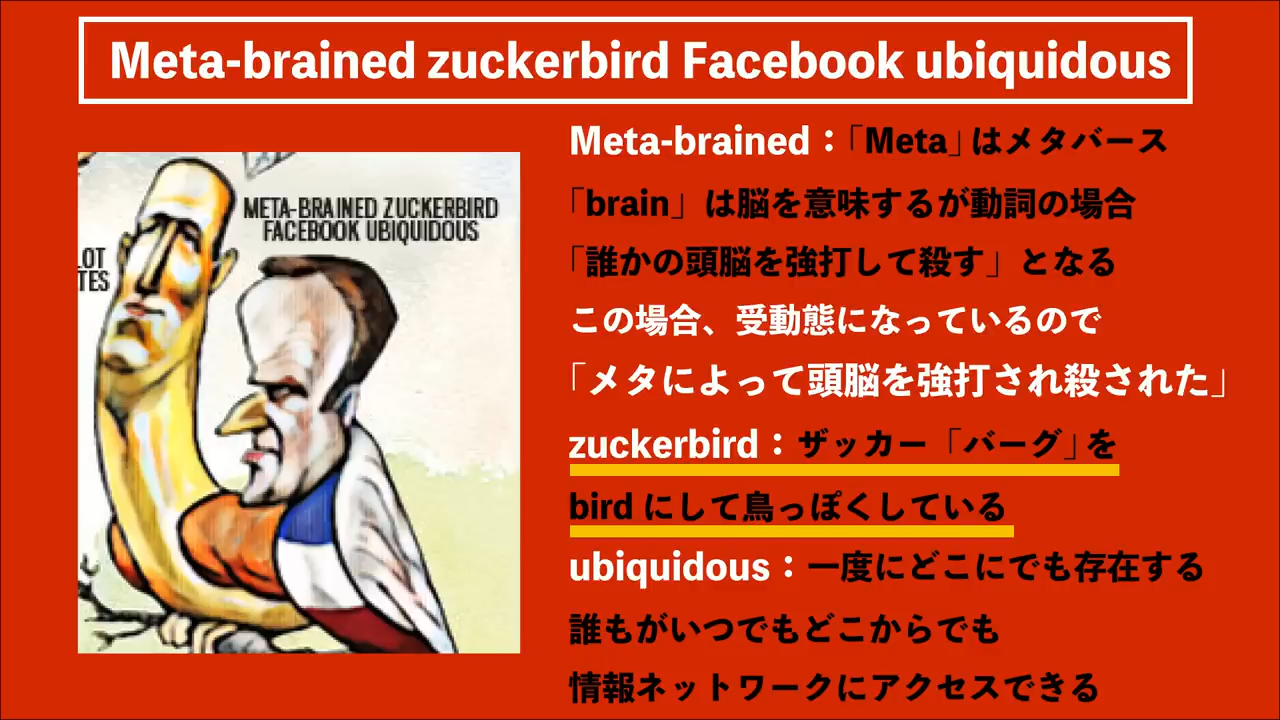 Meta-brained zuckerbird Facebook ubiquidous
META-BRAINED ZUCKERBIRD
FACEBOOK UBIQUIDOUS
LOT
TES
Meta-brained：「Meta」はメタバース
「brain」は脳を意味するが動詞の場合
「誰かの頭脳を強打して殺す」となる
この場合、受動態になっているので
「メタによって頭脳を強打され殺された」
zuckerbird：ザッカー「バーグ」を
bird にして鳥っぽくしている
ubiquidous：一度にどこにでも存在する
誰もがいつでもどこからでも
情報ネットワークにアクセスできる